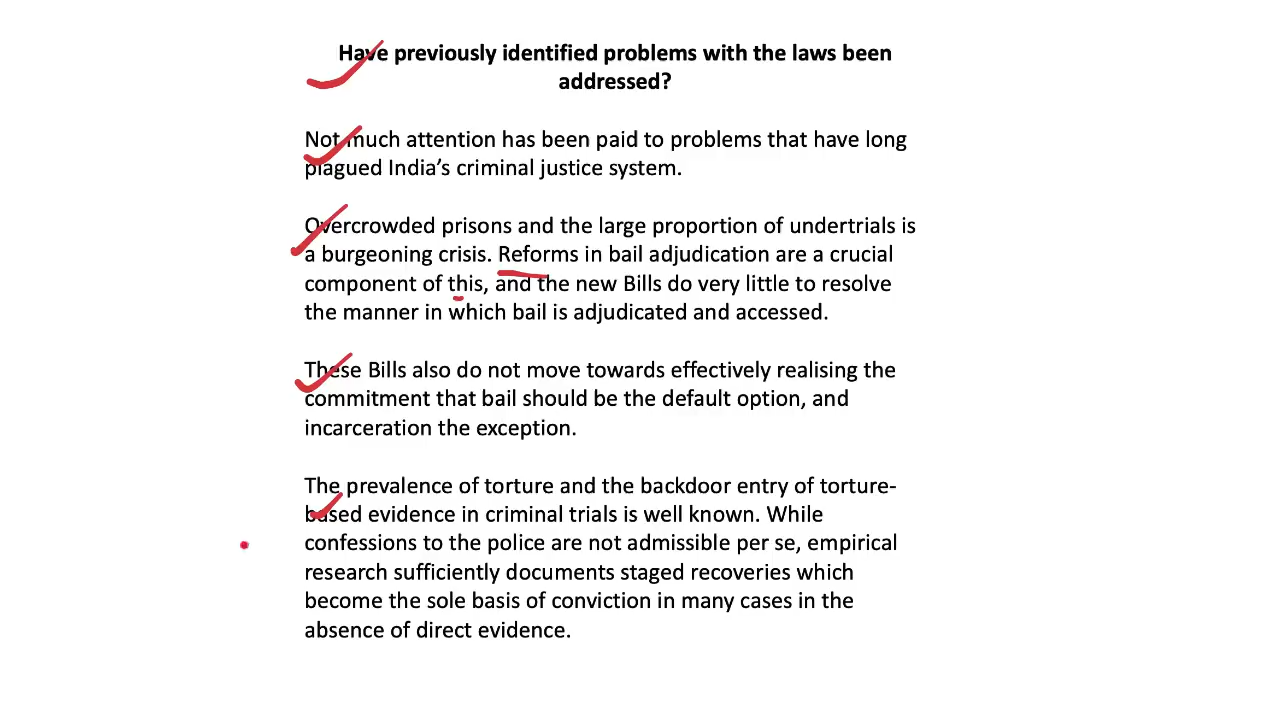 Have previously identified problems with the laws been
addressed?
Not much attention has been paid to problems that have long
plagued India’s criminal justice system.
Overcrowded prisons and the large proportion of undertrials is
a burgeoning crisis. Reforms in bail adjudication are a crucial
component of this, and the new Bills do very little to resolve
the manner in which bail is adjudicated and accessed.
These Bills also do not move towards effectively realising the
commitment that bail should be the default option, and
incarceration the exception.
The prevalence of torture and the backdoor entry of torture-
based evidence in criminal trials is well known. While
confessions to the police are not admissible per se, empirical
research sufficiently documents staged recoveries which
become the sole basis of conviction in many cases in the
absence of direct evidence.